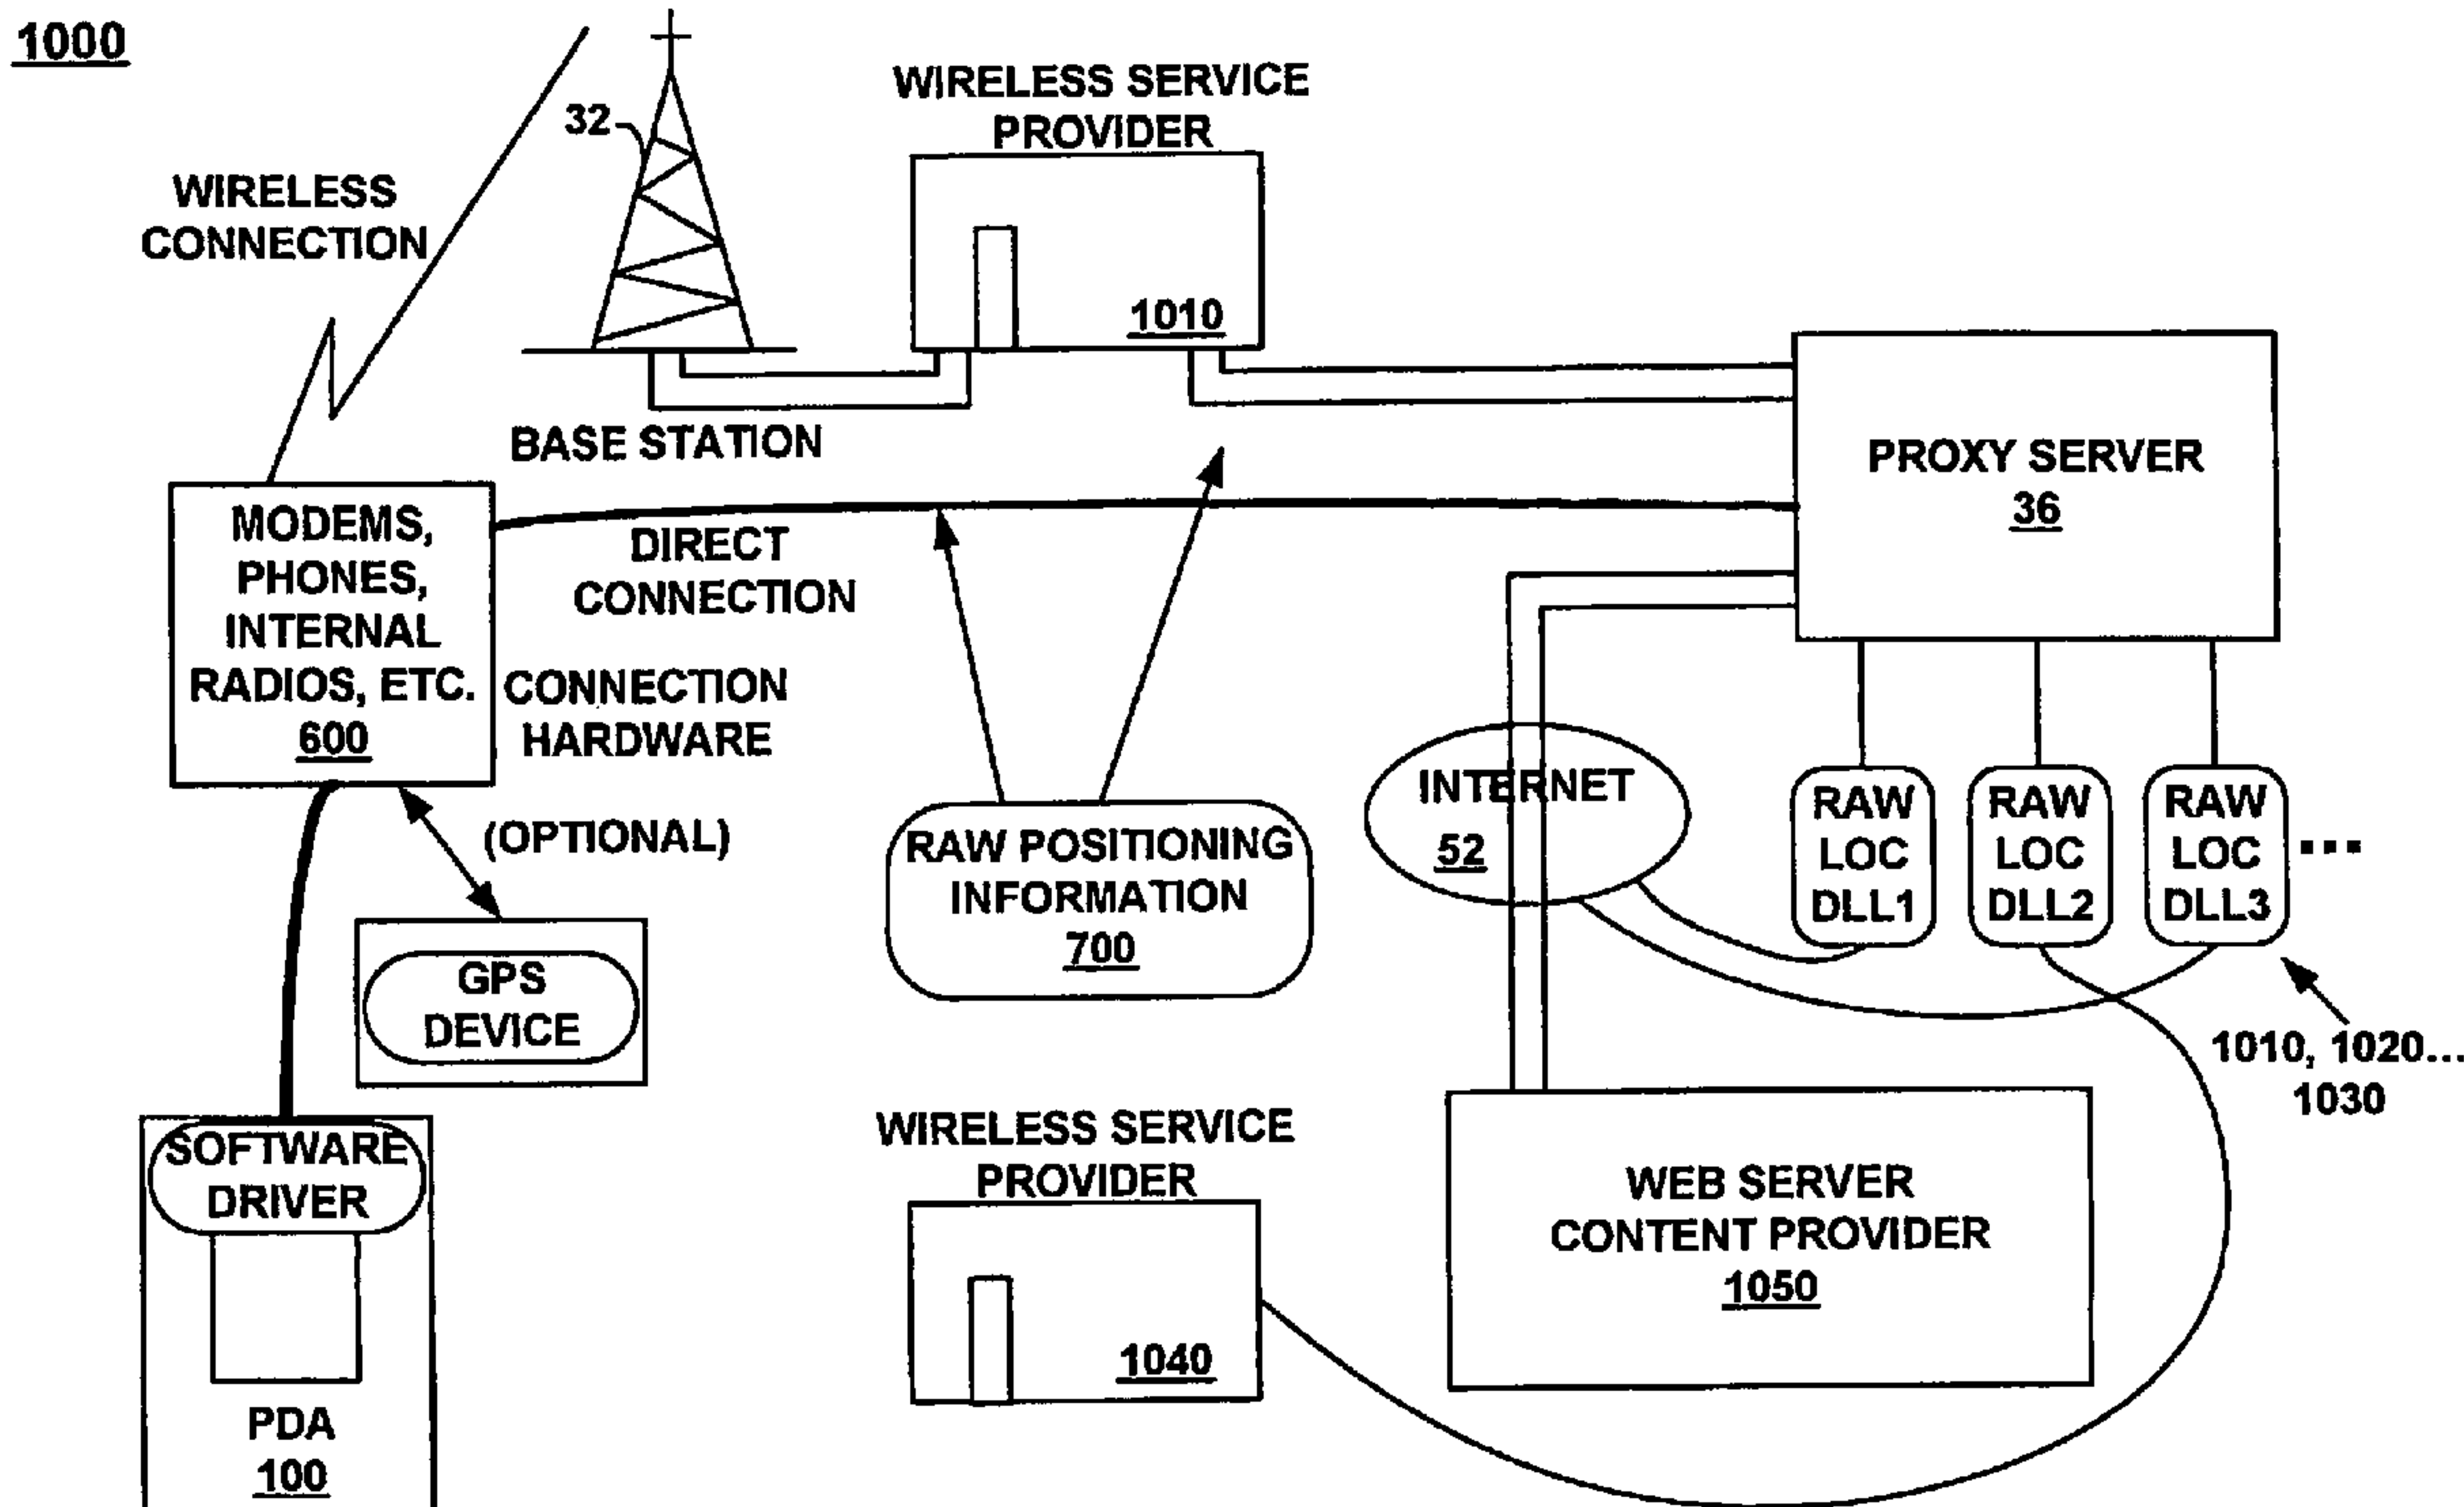 1000
WIRELESS
CONNECTION
32
WIRELESS SERVICE
PROVIDER
1010
BASE STATION
PROXY SERVER
36
MODEMS,
PHONES,
INTERNAL
RADIOS, ETC.
600
DIRECT
CONNECTION
CONNECTION
HARDWARE
(OPTIONAL)
GPS
DEVICE
RAW POSITIONING
INFORMATION
700
INTERNET
52
RAW
LOC
DLL1
RAW
LOC
DLL2
RAW
LOC
DLL3
...
1010, 1020...
1030
SOFTWARE
DRIVER
PDA
100
WIRELESS SERVICE
PROVIDER
1040
WEB SERVER
CONTENT PROVIDER
1050